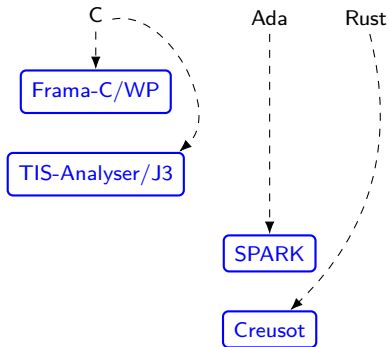 C Ada Rust
Frama-C/WP
TIS-Analyser/J3
SPARK
Creusot